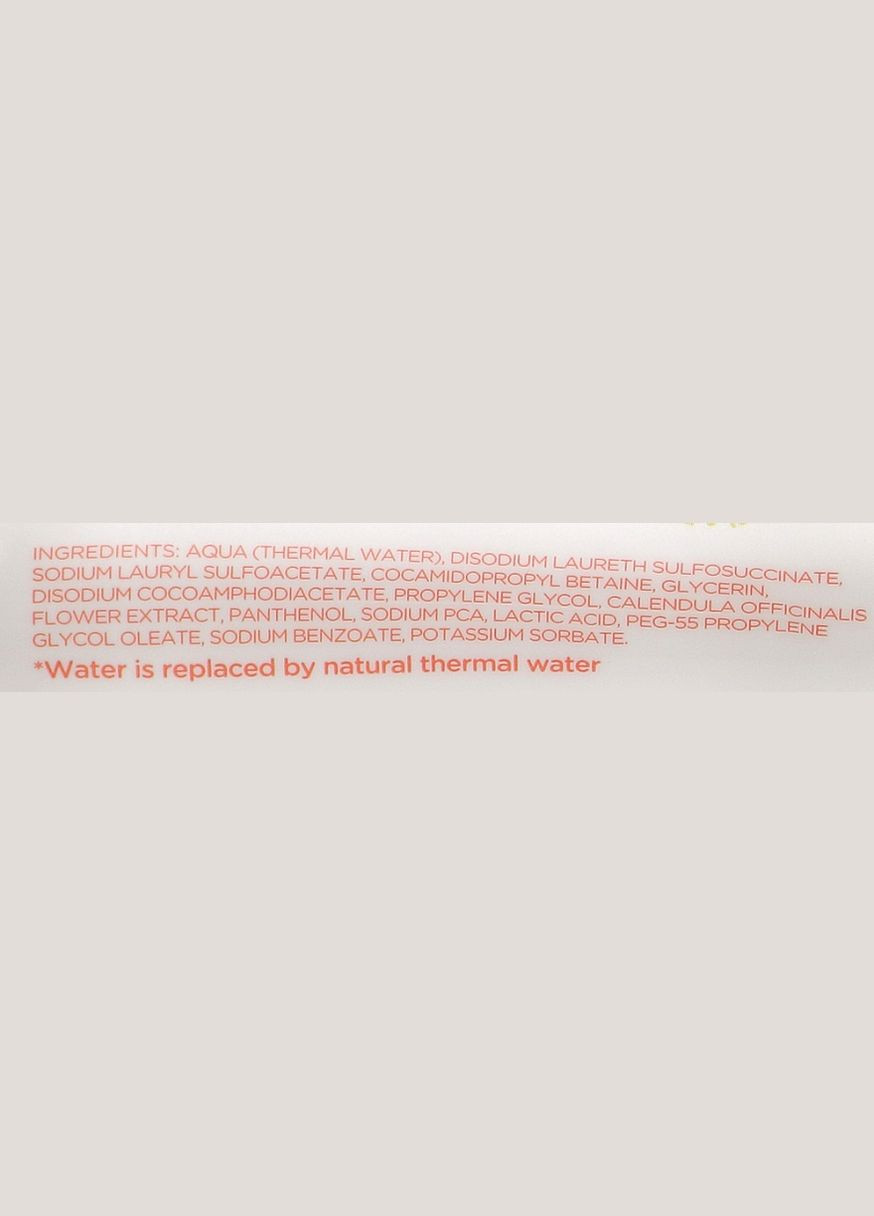 INGREDIENTS: AQUA (THERMAL WATER), DISODIUM LAURETH SULFOSUCCINATE,
SODIUM LAURYL SULFOACETATE, COCAMIDOPROPYL BETAINE, GLYCERIN,
DISODIUM COCOAMPHODIACETATE, PROPYLENE GLYCOL, CALENDULA OFFICINALIS
FLOWER EXTRACT, PANTHENOL, SODIUM PCA, LACTIC ACID, PEG-55 PROPYLENE
GLYCOL OLEATE, SODIUM BENZOATE, POTASSIUM SORBATE.
*Water is replaced by natural thermal water